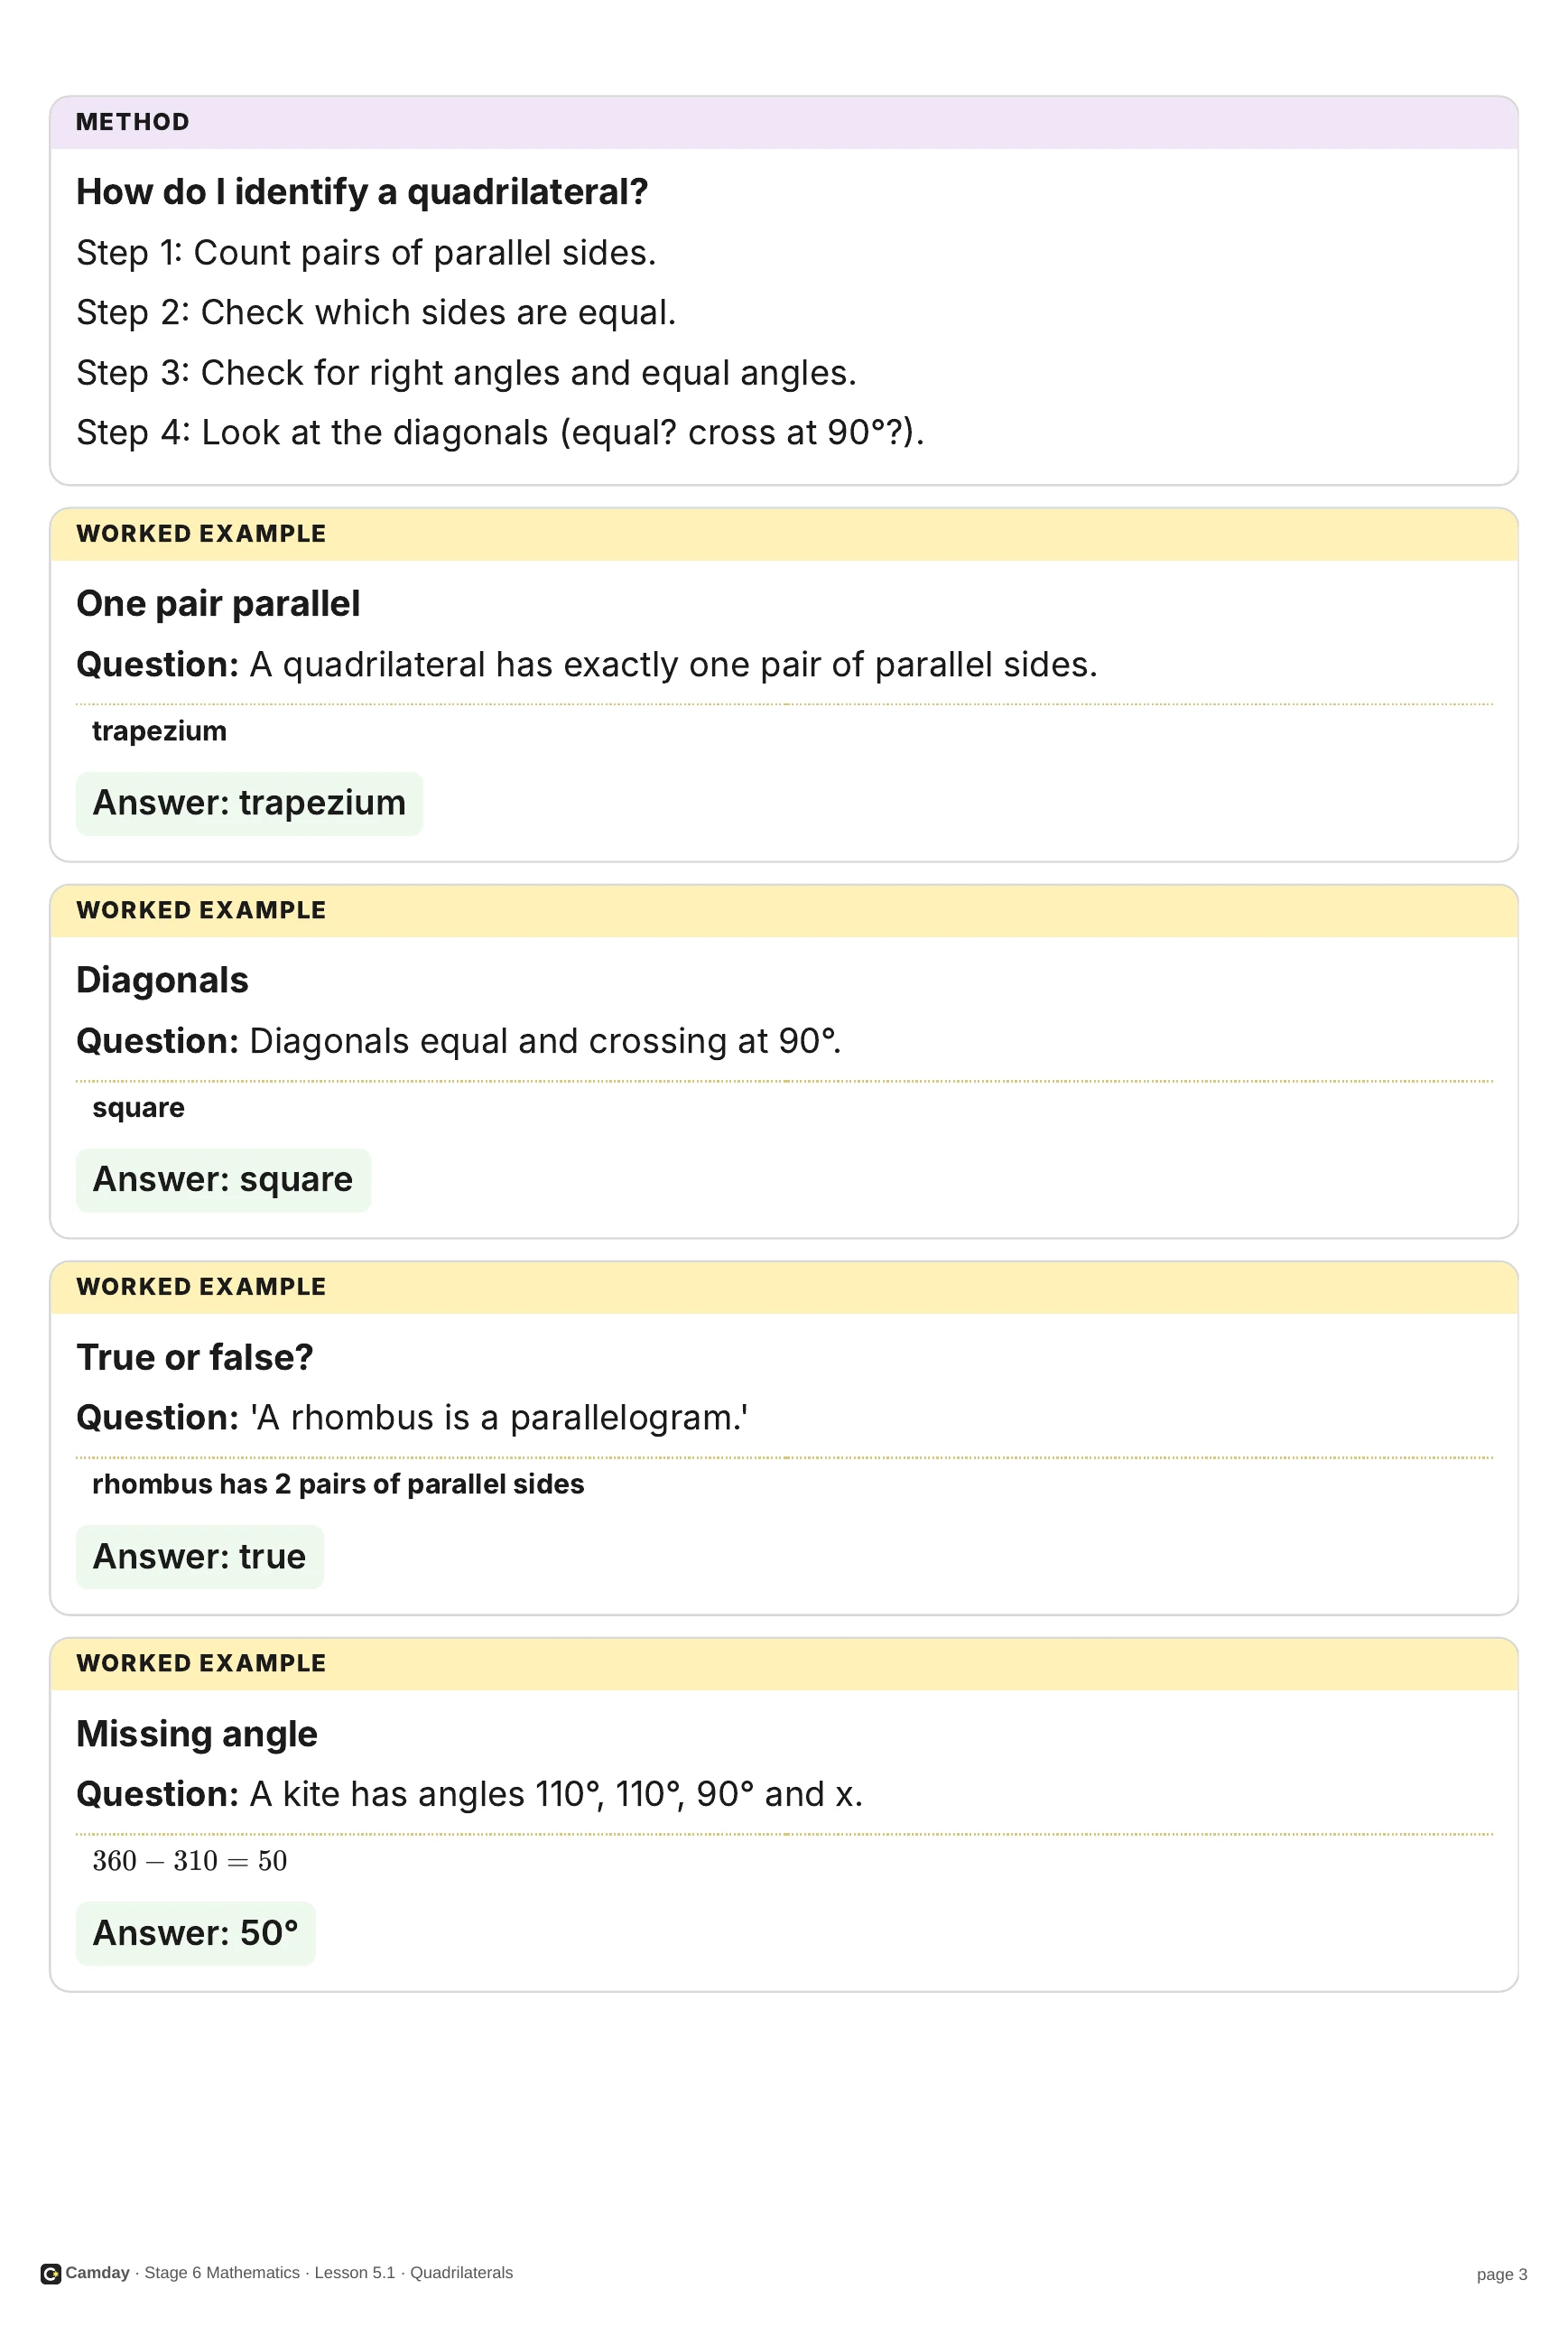 METHOD
How do I identify a quadrilateral?
Step 1: Count pairs of parallel sides.
Step 2: Check which sides are equal.
Step 3: Check for right angles and equal angles.
Step 4: Look at the diagonals (equal? cross at 90°?).
WORKED EXAMPLE
One pair parallel
Question: A quadrilateral has exactly one pair of parallel sides.
trapezium
Answer: trapezium
WORKED EXAMPLE
Diagonals
Question: Diagonals equal and crossing at 90°.
square
Answer: square
WORKED EXAMPLE
True or false?
Question: 'A rhombus is a parallelogram.'
rhombus has 2 pairs of parallel sides
Answer: true
WORKED EXAMPLE
Missing angle
Question: A kite has angles 110°, 110°, 90° and x.
360 − 310 = 50
Answer: 50°
Camday · Stage 6 Mathematics · Lesson 5.1 · Quadrilaterals
page 3